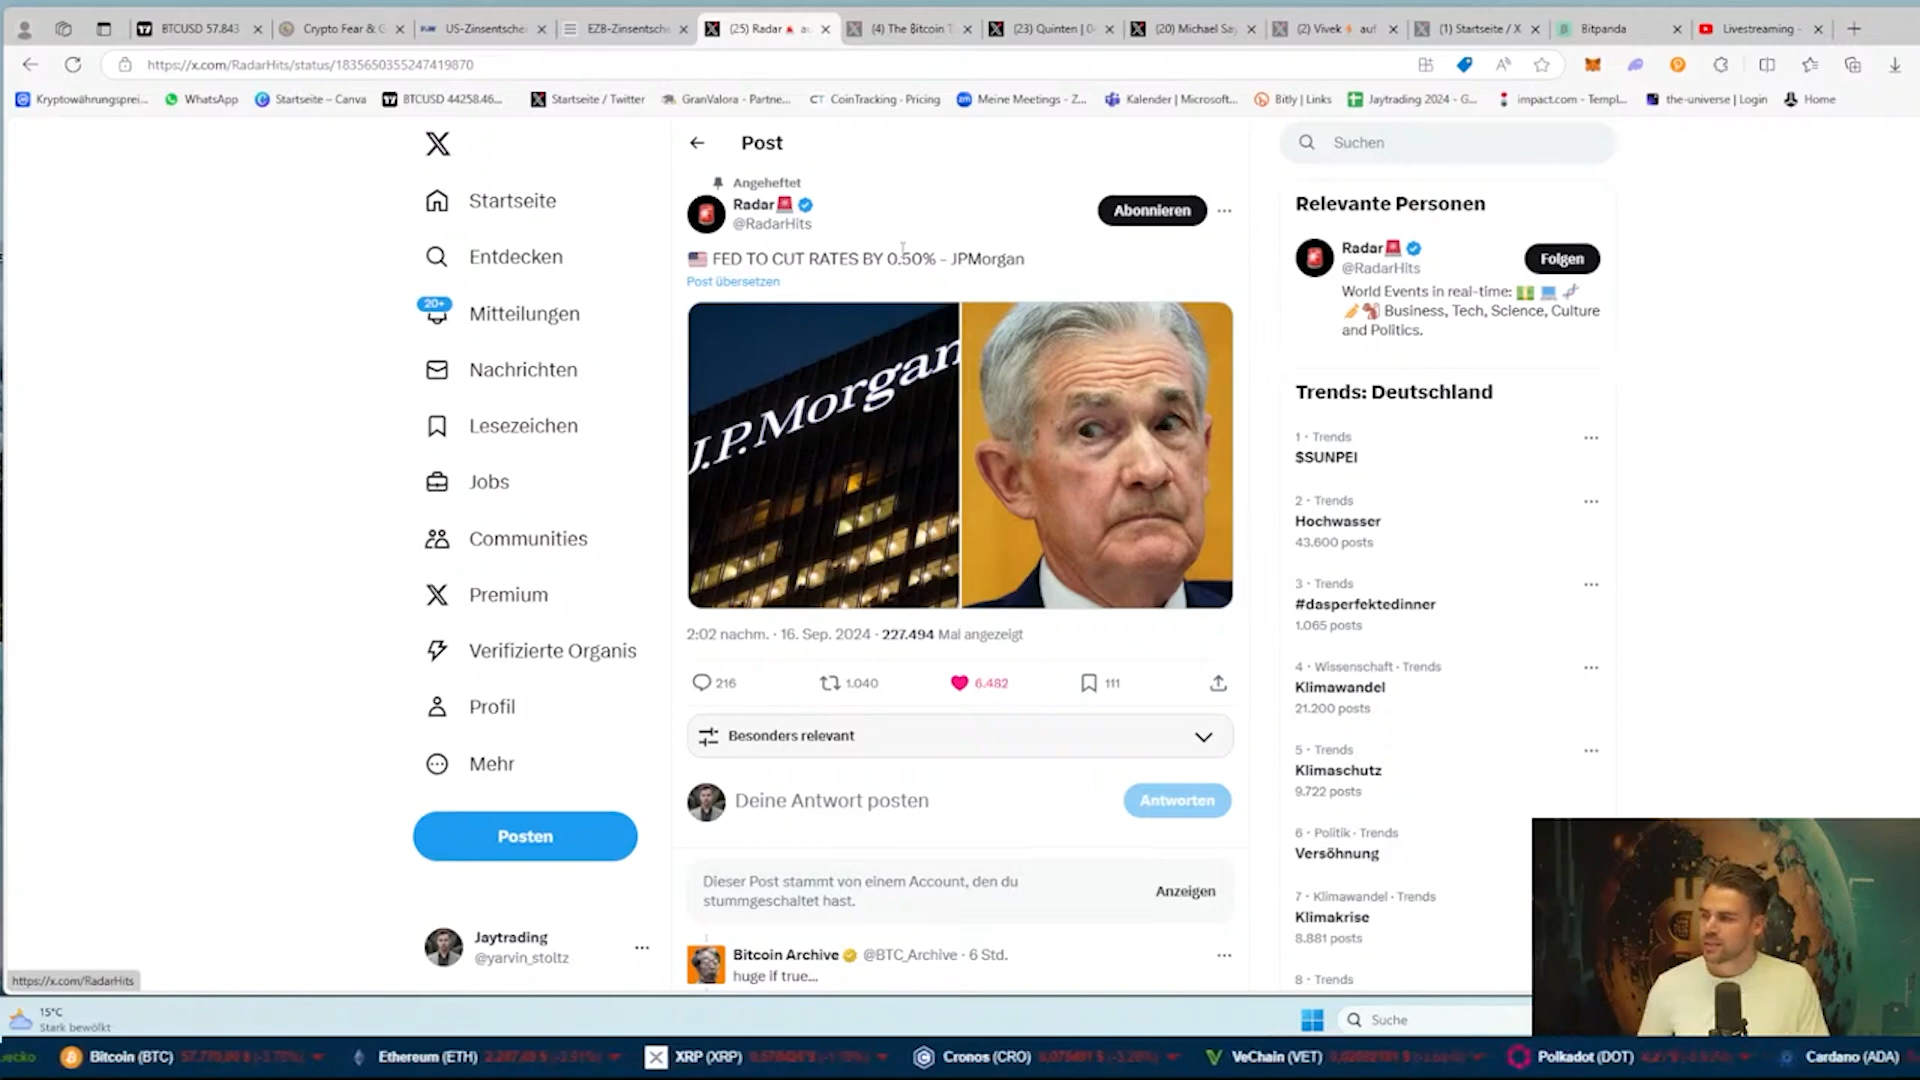 BTCUSD 57.843
Crypto Fear & G
US-Zinsentsche
EZB-Zinsentsch
(25) Radar
(4) The Bitcoin T
(23) Quinten | 0
(20) Michael Sa
(2) Vivek⚡ auf
(1) Startseite / X
Bitpanda
Livestreaming -
https://x.com/RadarHits/status/1835650355247419870
Kryptowährungsprei...
WhatsApp
Startseite – Canva
BTCUSD 44258.46...
Startseite / Twitter
GranValora - Partne...
CoinTracking · Pricing
Meine Meetings - Z...
Kalender | Microsoft...
Bitly | Links
Jaytrading 2024 - G...
impact.com - Templ...
the-universe | Login
Home
Startseite
Entdecken
20+
Mitteilungen
Nachrichten
Lesezeichen
Jobs
Communities
Premium
Verifizierte Organis
Profil
Mehr
Posten
Jaytrading
@yarvin_stoltz
https://x.com/RadarHits
Post
Angeheftet
Radar🚨
@RadarHits
Abonnieren
🇺🇸 FED TO CUT RATES BY 0.50% - JPMorgan
Post übersetzen
J.P.Morgan
2:02 nachm. · 16. Sep. 2024 · 227.494 Mal angezeigt
216
1.040
6.482
111
Besonders relevant
Deine Antwort posten
Antworten
Dieser Post stammt von einem Account, den du
stummgeschaltet hast.
Anzeigen
Bitcoin Archive @BTC_Archive · 6 Std.
huge if true...
Suchen
Relevante Personen
Radar🚨
@RadarHits
Folgen
World Events in real-time:
Business, Tech, Science, Culture
and Politics.
Trends: Deutschland
1 · Trends
$SUNPEI
2 · Trends
Hochwasser
43.600 posts
3 · Trends
#dasperfektedinner
1.065 posts
4 · Wissenschaft · Trends
Klimawandel
21.200 posts
5 · Trends
Klimaschutz
9.722 posts
6 · Politik · Trends
Versöhnung
7 · Klimawandel · Trends
Klimakrise
8.881 posts
8 · Trends
15°C
Stark bewölkt
Suche
Bitcoin (BTC)
Ethereum (ETH)
XRP (XRP)
Cronos (CRO)
VeChain (VET)
Polkadot (DOT)
Cardano (ADA)